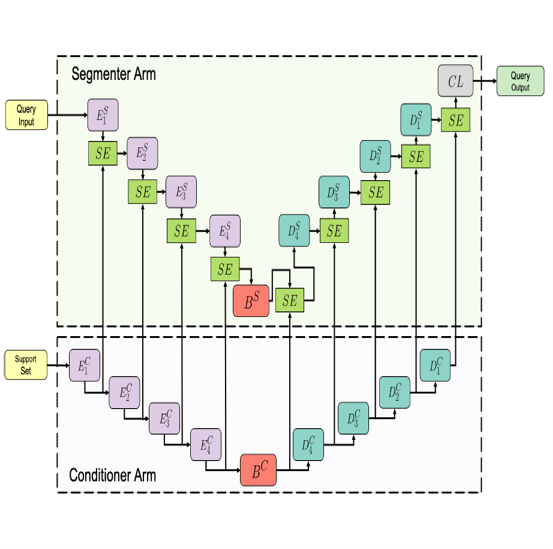 Segmenter Arm
CL
Query
Output
Query
Input
E_1^S
D_1^S
SE
SE
E_2^S
D_2^S
SE
SE
E_3^S
D_3^S
SE
SE
E_4^S
D_4^S
SE
SE
B^S
SE
Support
Set
E_1^C
D_1^C
E_2^C
D_2^C
E_3^C
D_3^C
E_4^C
D_4^C
B^C
Conditioner Arm